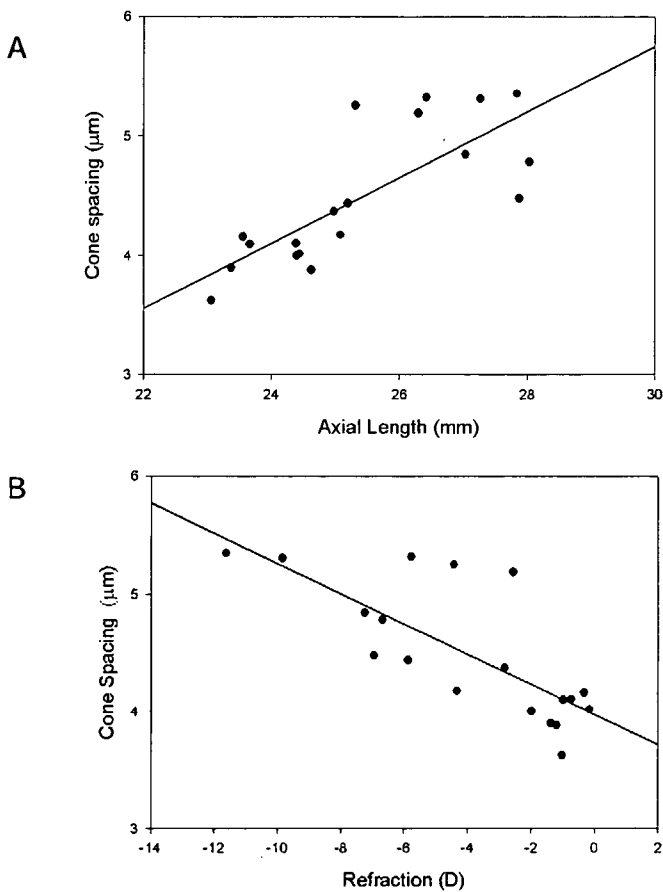 A
6
5
4
3
Cone spacing (μm)
22 24 26 28 30
Axial Length (mm)
B
6
5
4
3
Cone Spacing (μm)
-14 -12 -10 -8 -6 -4 -2 0 2
Refraction (D)